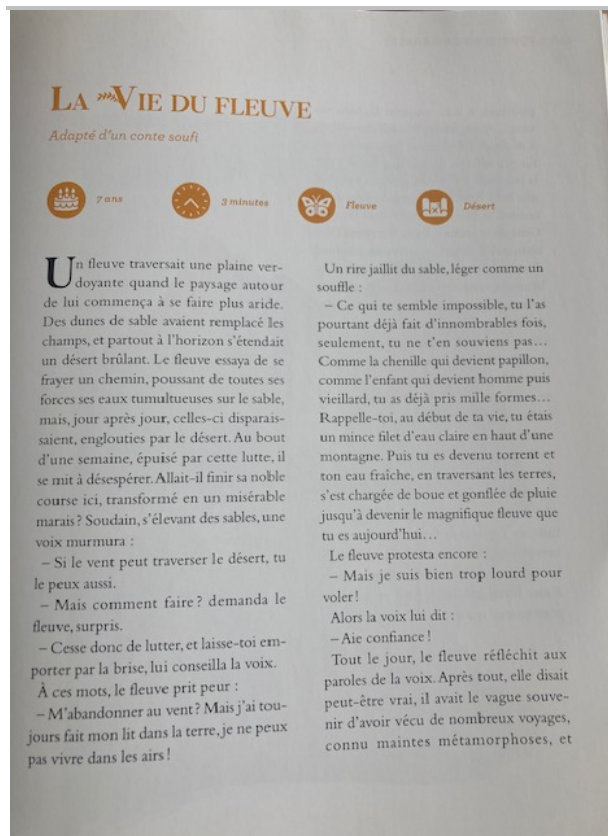 LA VIE DU FLEUVE
Adapté d'un conte soufi
7 ans
3 minutes
Fleuve
Désert
Un fleuve traversait une plaine ver-
doyante quand le paysage autour
de lui commença à se faire plus aride.
Des dunes de sable avaient remplacé les
champs, et partout à l'horizon s'étendait
un désert brûlant. Le fleuve essaya de se
frayer un chemin, poussant de toutes ses
forces ses eaux tumultueuses sur le sable,
mais, jour après jour, celles-ci disparais-
saient, englouties par le désert. Au bout
d'une semaine, épuisé par cette lutte, il
se mit à désespérer. Allait-il finir sa noble
course ici, transformé en un misérable
marais ? Soudain, s'élevant des sables, une
voix murmura :
– Si le vent peut traverser le désert, tu
le peux aussi.
– Mais comment faire ? demanda le
fleuve, surpris.
– Cesse donc de lutter, et laisse-toi em-
porter par la brise, lui conseilla la voix.
À ces mots, le fleuve prit peur :
– M'abandonner au vent ? Mais j'ai tou-
jours fait mon lit dans la terre, je ne peux
pas vivre dans les airs !
Un rire jaillit du sable, léger comme un
souffle :
– Ce qui te semble impossible, tu l'as
pourtant déjà fait d'innombrables fois,
seulement, tu ne t'en souviens pas...
Comme la chenille qui devient papillon,
comme l'enfant qui devient homme puis
vieillard, tu as déjà pris mille formes...
Rappelle-toi, au début de ta vie, tu étais
un mince filet d'eau claire en haut d'une
montagne. Puis tu es devenu torrent et
ton eau fraîche, en traversant les terres,
s'est chargée de boue et gonflée de pluie
jusqu'à devenir le magnifique fleuve que
tu es aujourd'hui...
Le fleuve protesta encore :
– Mais je suis bien trop lourd pour
voler !
Alors la voix lui dit :
– Aie confiance !
Tout le jour, le fleuve réfléchit aux
paroles de la voix. Après tout, elle disait
peut-être vrai, il avait le vague souve-
nir d'avoir vécu de nombreux voyages,
connu maintes métamorphoses, et